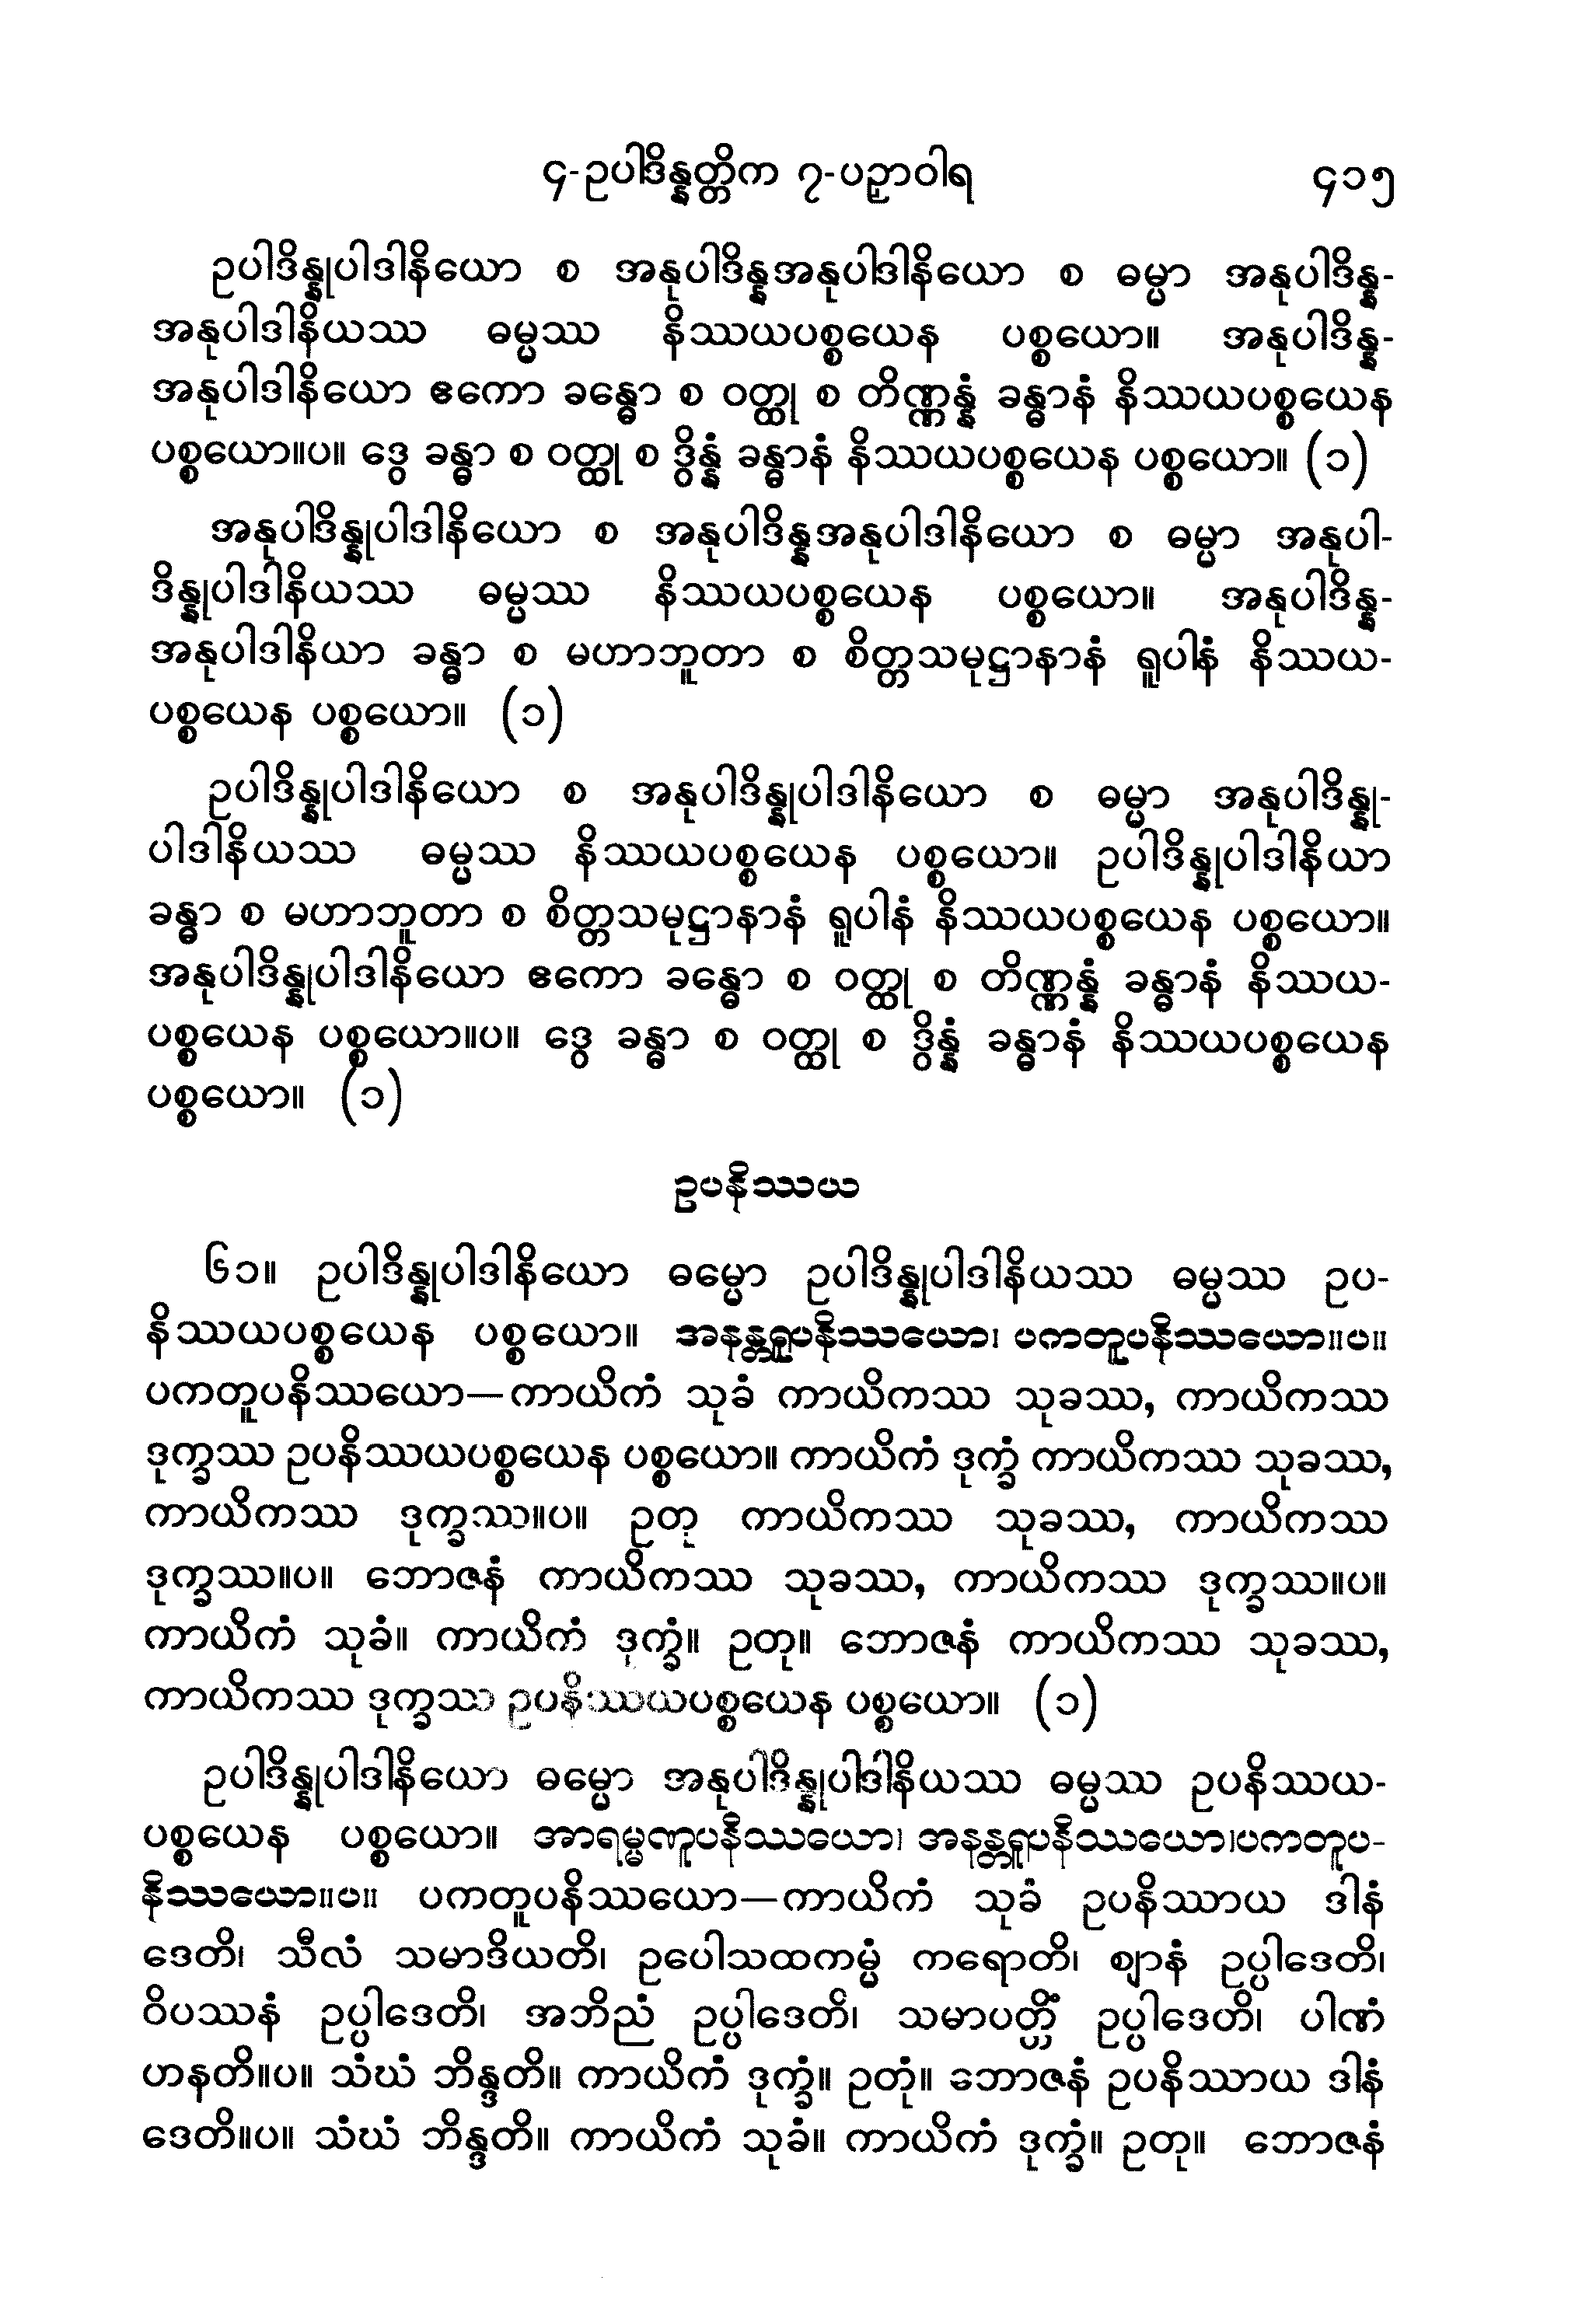 ၄-ဥပါဒိန္နတ္တိက ၇-ပဉှာဝါရ ၄၁၅
ဥပါဒိန္နုပါဒါနိယော စ အနုပါဒိန္နအနုပါဒါနိယော စ ဓမ္မာ အနုပါဒိန္န-
အနုပါဒါနိယဿ ဓမ္မဿ နိဿယပစ္စယေန ပစ္စယော။ အနုပါဒိန္န-
အနုပါဒါနိယော ဧကော ခန္ဓော စ ဝတ္ထု စ တိဏ္ဏန္နံ ခန္ဓာနံ နိဿယပစ္စယေန
ပစ္စယော။ပ။ ဒွေ ခန္ဓာ စ ဝတ္ထု စ ဒွိန္နံ ခန္ဓာနံ နိဿယပစ္စယေန ပစ္စယော။ (၁)
အနုပါဒိန္နုပါဒါနိယော စ အနုပါဒိန္နအနုပါဒါနိယော စ ဓမ္မာ အနုပါ-
ဒိန္နုပါဒါနိယဿ ဓမ္မဿ နိဿယပစ္စယေန ပစ္စယော။ အနုပါဒိန္န-
အနုပါဒါနိယာ ခန္ဓာ စ မဟာဘူတာ စ စိတ္တသမုဋ္ဌာနာနံ ရူပါနံ နိဿယ-
ပစ္စယေန ပစ္စယော။ (၁)
ဥပါဒိန္နုပါဒါနိယော စ အနုပါဒိန္နုပါဒါနိယော စ ဓမ္မာ အနုပါဒိန္နု-
ပါဒါနိယဿ ဓမ္မဿ နိဿယပစ္စယေန ပစ္စယော။ ဥပါဒိန္နုပါဒါနိယာ
ခန္ဓာ စ မဟာဘူတာ စ စိတ္တသမုဋ္ဌာနာနံ ရူပါနံ နိဿယပစ္စယေန ပစ္စယော။
အနုပါဒိန္နုပါဒါနိယော ဧကော ခန္ဓော စ ဝတ္ထု စ တိဏ္ဏန္နံ ခန္ဓာနံ နိဿယ-
ပစ္စယေန ပစ္စယော။ပ။ ဒွေ ခန္ဓာ စ ဝတ္ထု စ ဒွိန္နံ ခန္ဓာနံ နိဿယပစ္စယေန
ပစ္စယော။ (၁)
ဥပနိဿယ
၆၁။ ဥပါဒိန္နုပါဒါနိယော ဓမ္မော ဥပါဒိန္နုပါဒါနိယဿ ဓမ္မဿ ဥပ-
နိဿယပစ္စယေန ပစ္စယော။ အနန္တရူပနိဿယော၊ ပကတူပနိဿယော။ပ။
ပကတူပနိဿယော—ကာယိကံ သုခံ ကာယိကဿ သုခဿ, ကာယိကဿ
ဒုက္ခဿ ဥပနိဿယပစ္စယေန ပစ္စယော။ ကာယိကံ ဒုက္ခံ ကာယိကဿ သုခဿ,
ကာယိကဿ ဒုက္ခဿ။ပ။ ဥတု ကာယိကဿ သုခဿ, ကာယိကဿ
ဒုက္ခဿ။ပ။ ဘောဇနံ ကာယိကဿ သုခဿ, ကာယိကဿ ဒုက္ခဿ။ပ။
ကာယိကံ သုခံ။ ကာယိကံ ဒုက္ခံ။ ဥတု။ ဘောဇနံ ကာယိကဿ သုခဿ,
ကာယိကဿ ဒုက္ခဿ ဥပနိဿယပစ္စယေန ပစ္စယော။ (၁)
ဥပါဒိန္နုပါဒါနိယော ဓမ္မော အနုပါဒိန္နုပါဒါနိယဿ ဓမ္မဿ ဥပနိဿယ-
ပစ္စယေန ပစ္စယော။ အာရမ္မဏူပနိဿယော၊ အနန္တရူပနိဿယော၊ပကတူပ-
နိဿယော။ပ။ ပကတူပနိဿယော—ကာယိကံ သုခံ ဥပနိဿာယ ဒါနံ
ဒေတိ၊ သီလံ သမာဒိယတိ၊ ဥပေါသထကမ္မံ ကရောတိ၊ ဈာနံ ဥပ္ပါဒေတိ၊
ဝိပဿနံ ဥပ္ပါဒေတိ၊ အဘိညံ ဥပ္ပါဒေတိ၊ သမာပတ္တိံ ဥပ္ပါဒေတိ၊ ပါဏံ
ဟနတိ။ပ။ သံဃံ ဘိန္ဒတိ။ ကာယိကံ ဒုက္ခံ။ ဥတုံ။ ဘောဇနံ ဥပနိဿာယ ဒါနံ
ဒေတိ။ပ။ သံဃံ ဘိန္ဒတိ။ ကာယိကံ သုခံ။ ကာယိကံ ဒုက္ခံ။ ဥတု။ ဘောဇနံ